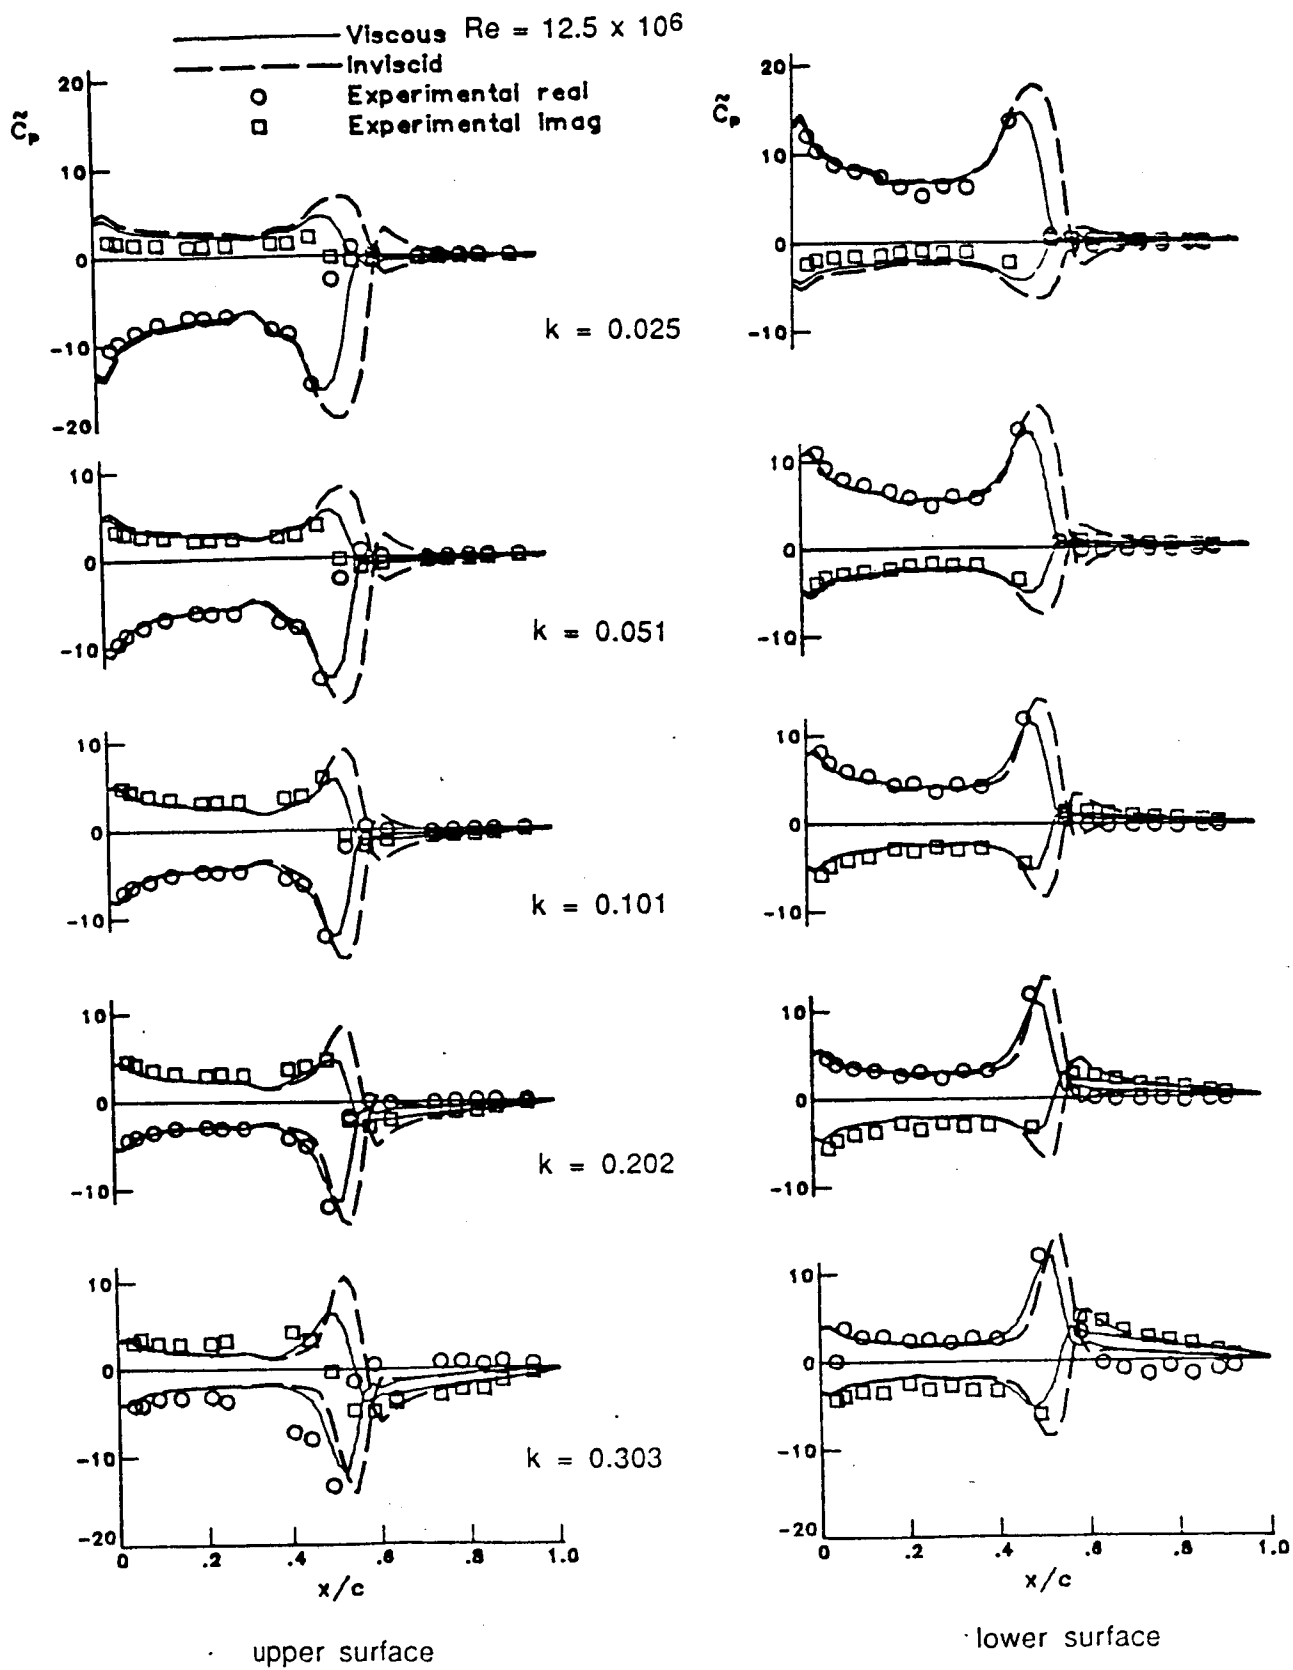 Viscous Re = 12.5 x 10⁶
Inviscid
Experimental real
Experimental imag
C̃p
20
10
0
-10
-20
C̃p
20
10
0
-10
k = 0.025
10
0
-10
10
0
-10
k = 0.051
10
0
-10
10
0
-10
k = 0.101
10
0
-10
10
0
-10
k = 0.202
10
0
-10
-20
10
0
-10
-20
k = 0.303
0 .2 .4 .6 .8 1.0
0 .2 .4 .6 .8 1.0
x/c
x/c
upper surface
lower surface